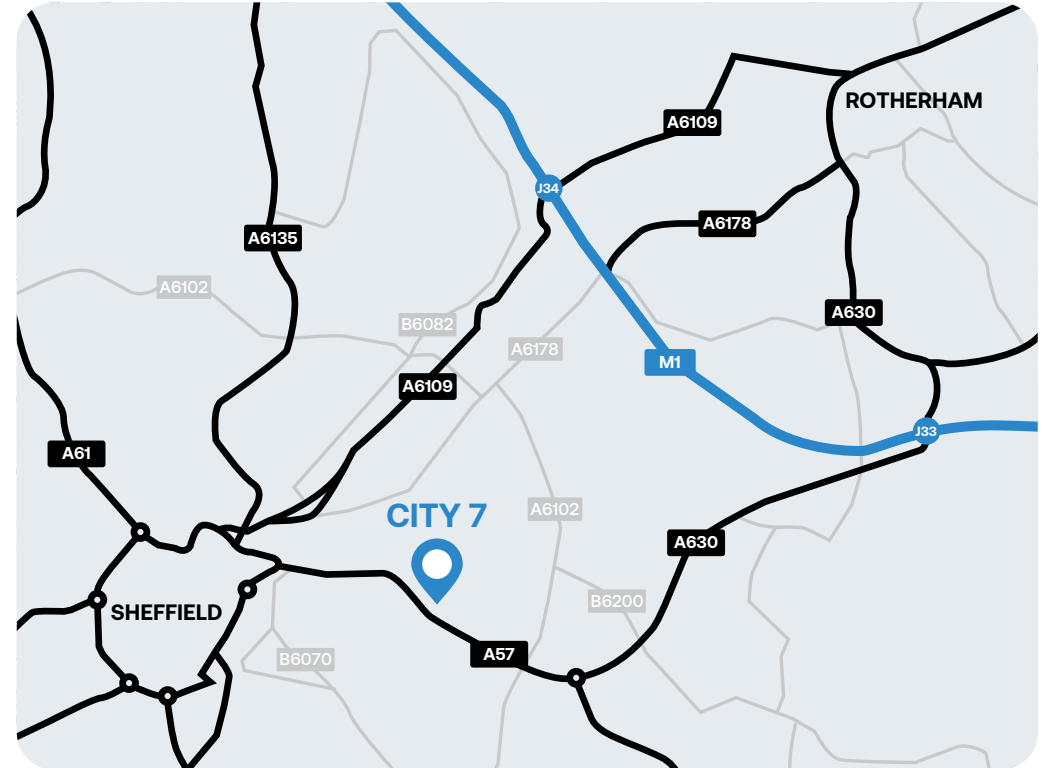 ROTHERHAM
A6109
J34
A6178
A6135
A6102
A630
B6082
A6178
M1
A6109
J33
A61
CITY 7
A6102
A630
SHEFFIELD
B6200
A57
B6070